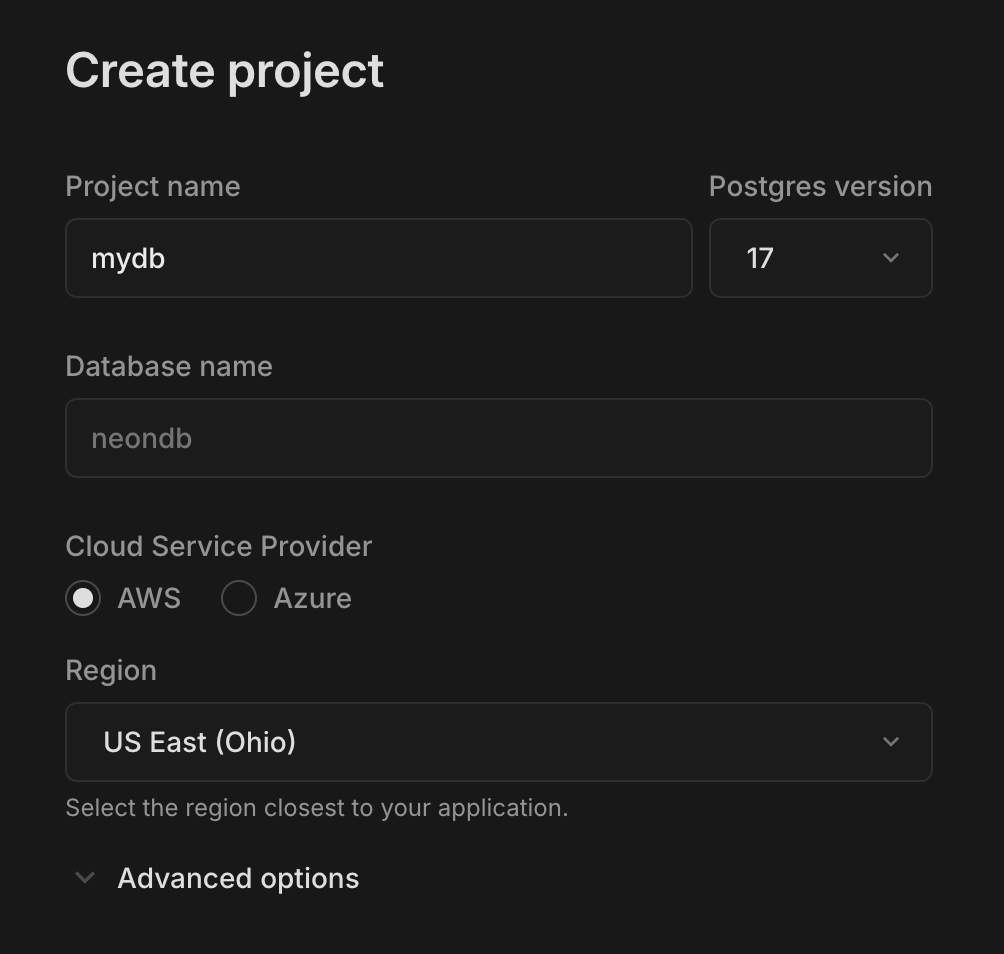 Create project
Project name
Postgres version
mydb
17
Database name
neondb
Cloud Service Provider
AWS
Azure
Region
US East (Ohio)
Select the region closest to your application.
Advanced options